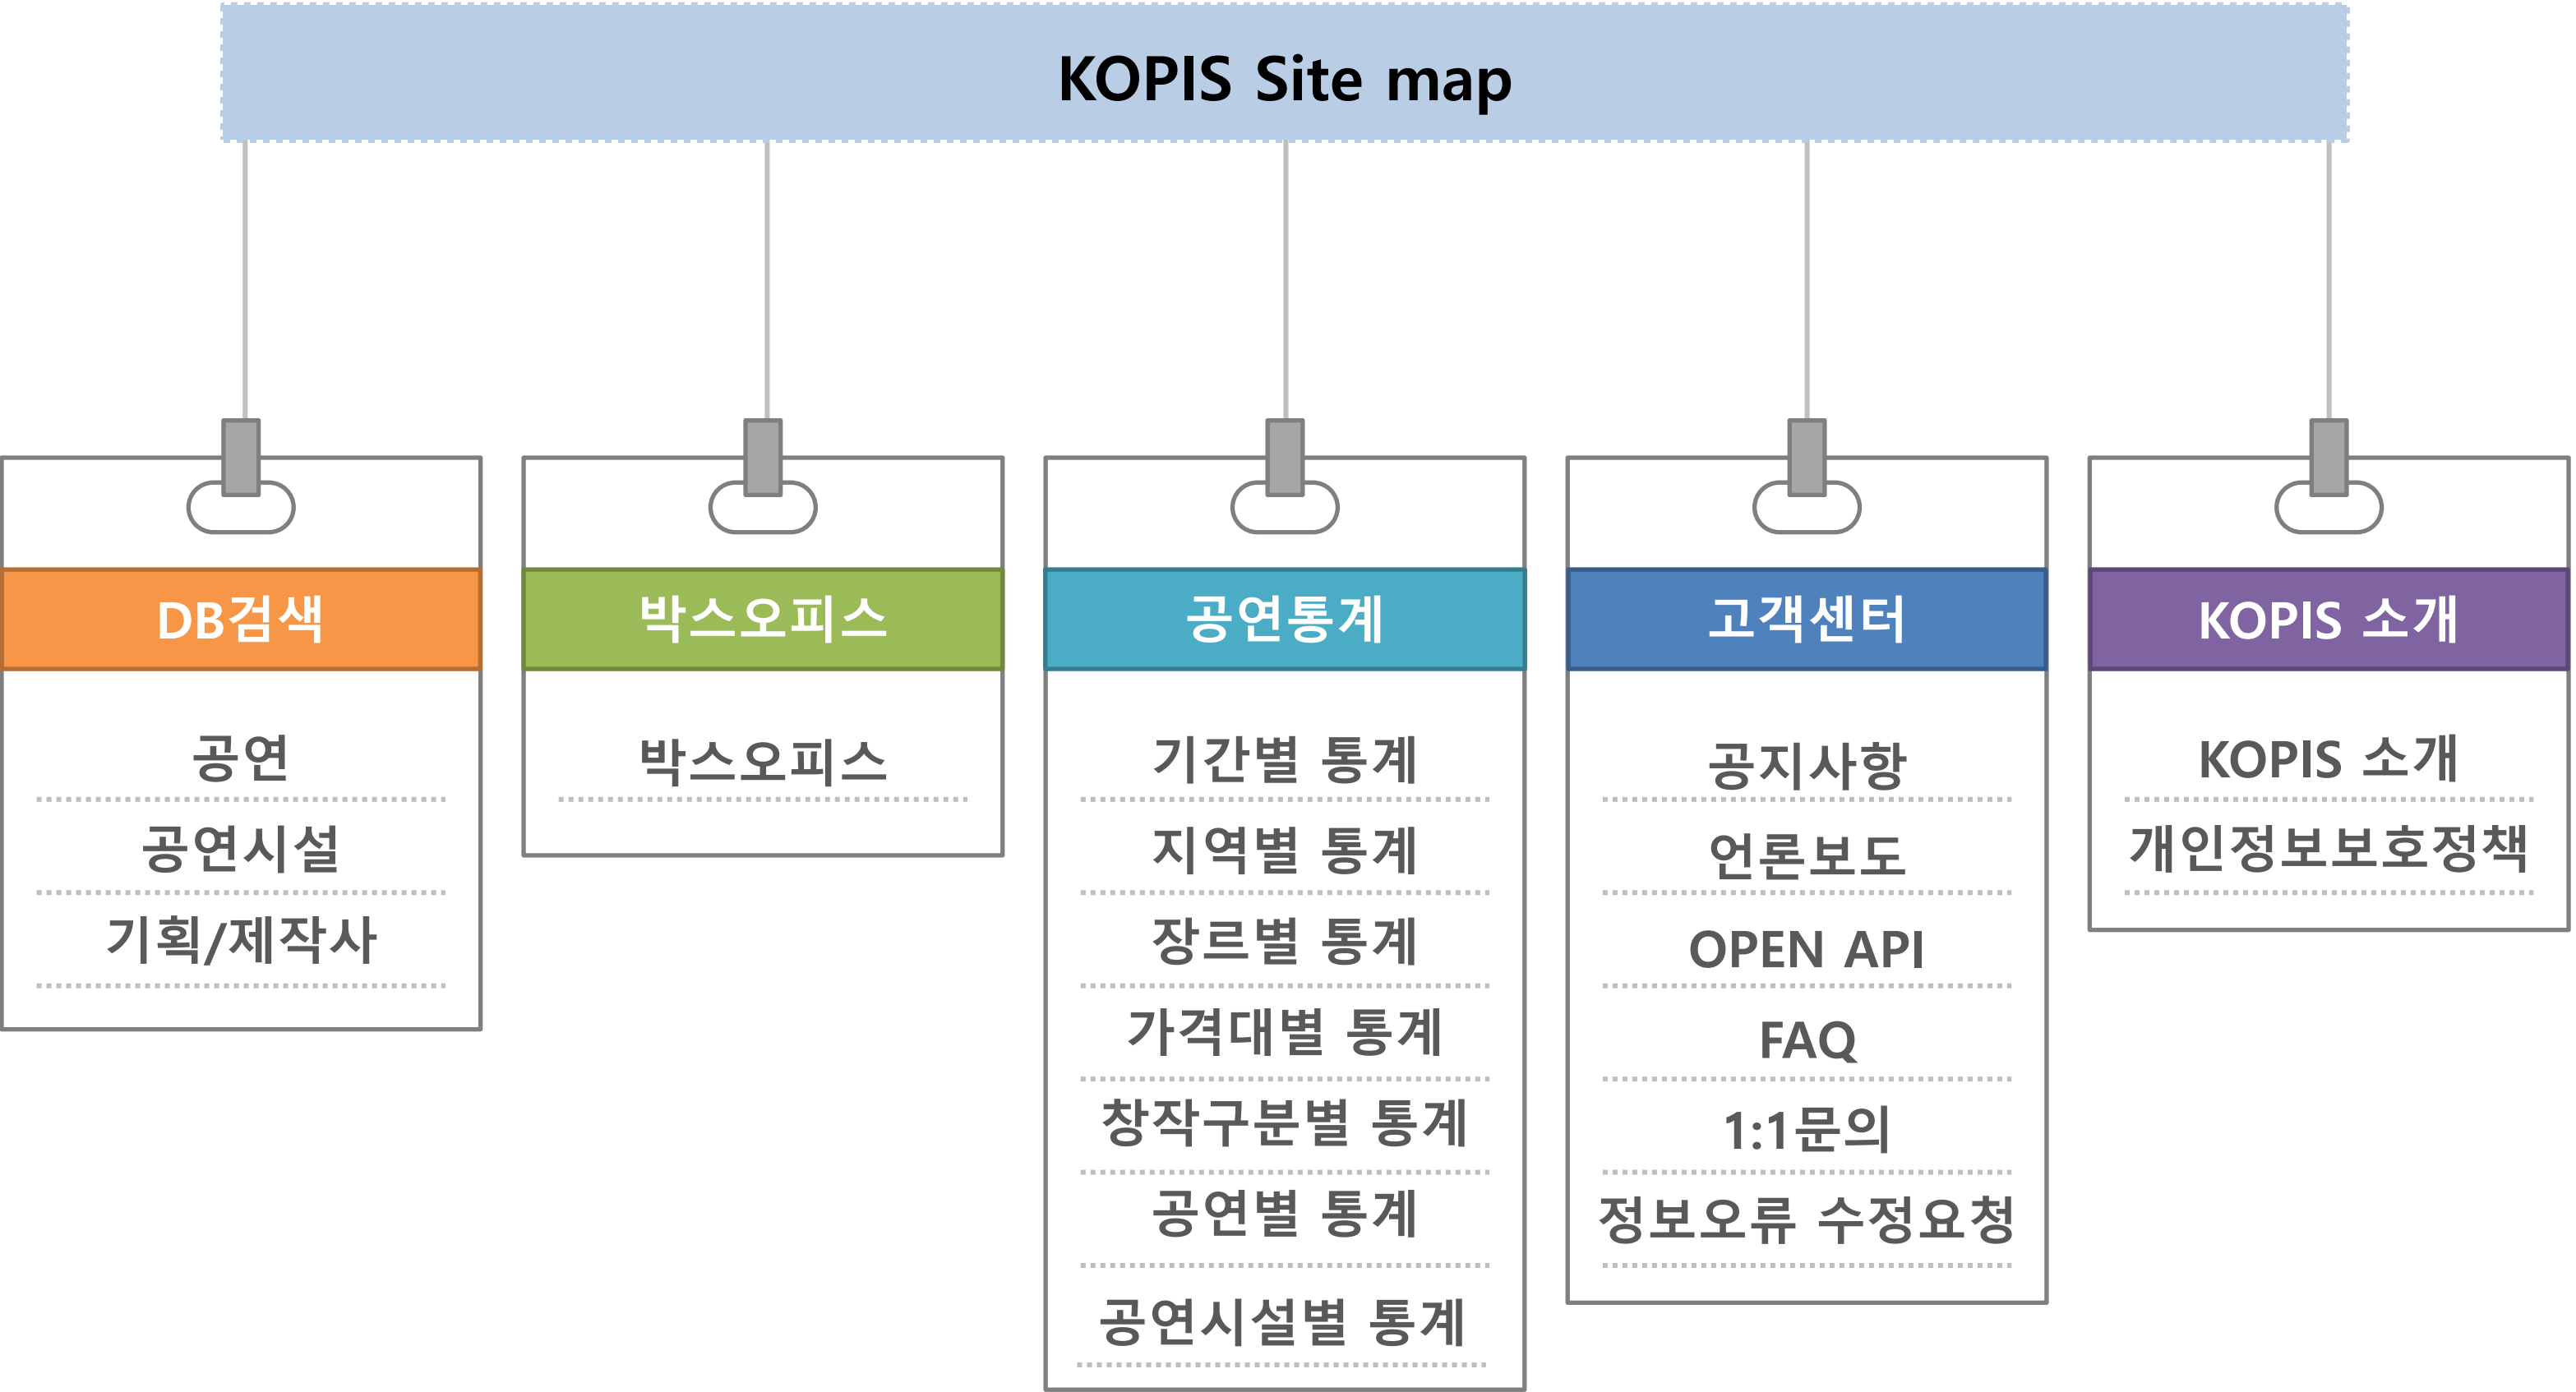 KOPIS Site map
DB검색
공연
공연시설
기획/제작사
박스오피스
박스오피스
공연통계
기간별 통계
지역별 통계
장르별 통계
가격대별 통계
창작구분별 통계
공연별 통계
공연시설별 통계
고객센터
공지사항
언론보도
OPEN API
FAQ
1:1문의
정보오류 수정요청
KOPIS 소개
KOPIS 소개
개인정보보호정책